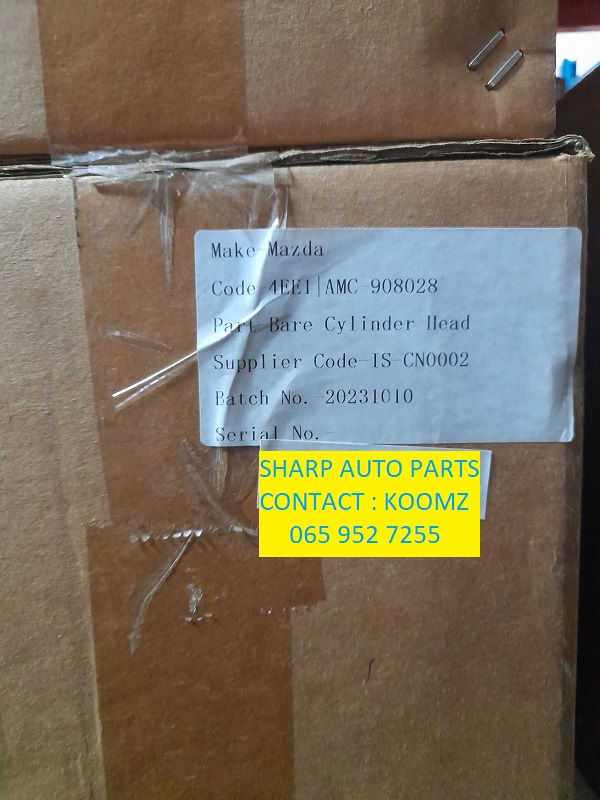 Make-Mazda
Code-4EE1|AMC-908028
Part-Bare Cylinder Head
Supplier Code-IS-CN0002
Batch No.-20231010
Serial No.-
SHARP AUTO PARTS
CONTACT : KOOMZ
065 952 7255